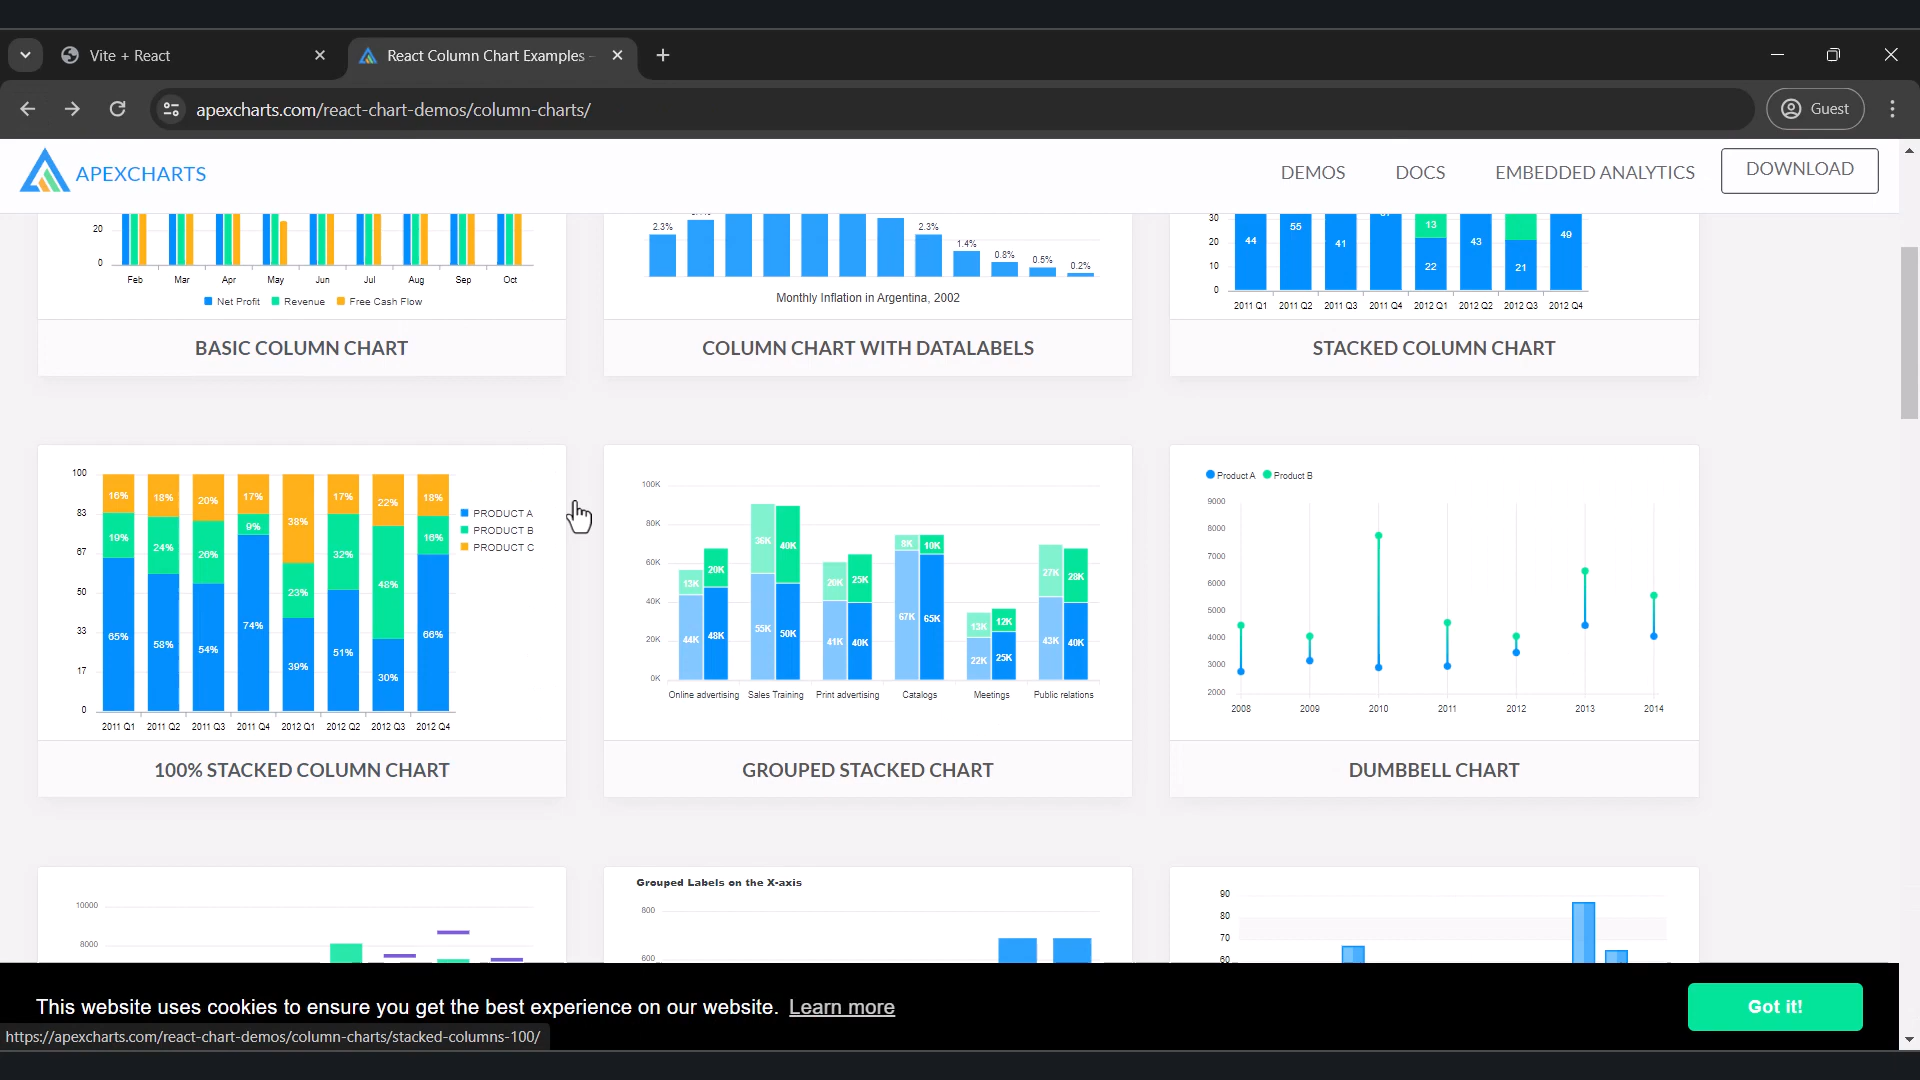 Vite + React
React Column Chart Examples -
apexcharts.com/react-chart-demos/column-charts/
Guest
APEXCHARTS
DEMOS
DOCS
EMBEDDED ANALYTICS
DOWNLOAD
20
0
Feb Mar Apr May Jun Jul Aug Sep Oct
Net Profit Revenue Free Cash Flow
BASIC COLUMN CHART
2.3% 2.3% 1.4% 0.8% 0.5% 0.2%
Monthly Inflation in Argentina, 2002
COLUMN CHART WITH DATALABELS
30
20
10
0
44 55 41 13 22 43 21 49
2011 Q1 2011 Q2 2011 Q3 2011 Q4 2012 Q1 2012 Q2 2012 Q3 2012 Q4
STACKED COLUMN CHART
100
83
67
50
33
17
0
16% 18% 20% 17% 38% 17% 22% 18%
19% 24% 26% 9% 23% 32% 48% 16%
65% 58% 54% 74% 39% 51% 30% 66%
PRODUCT A
PRODUCT B
PRODUCT C
2011 Q1 2011 Q2 2011 Q3 2011 Q4 2012 Q1 2012 Q2 2012 Q3 2012 Q4
100% STACKED COLUMN CHART
100K
80K
60K
40K
20K
0K
13K 20K 36K 40K 20K 25K 8K 10K 13K 12K 27K 28K
44K 48K 55K 50K 41K 40K 67K 65K 22K 25K 43K 40K
Online advertising Sales Training Print advertising Catalogs Meetings Public relations
GROUPED STACKED CHART
Product A Product B
9000
8000
7000
6000
5000
4000
3000
2000
2008 2009 2010 2011 2012 2013 2014
DUMBBELL CHART
10000
8000
Grouped Labels on the X-axis
800
600
90
80
70
60
This website uses cookies to ensure you get the best experience on our website. Learn more
Got it!
https://apexcharts.com/react-chart-demos/column-charts/stacked-columns-100/